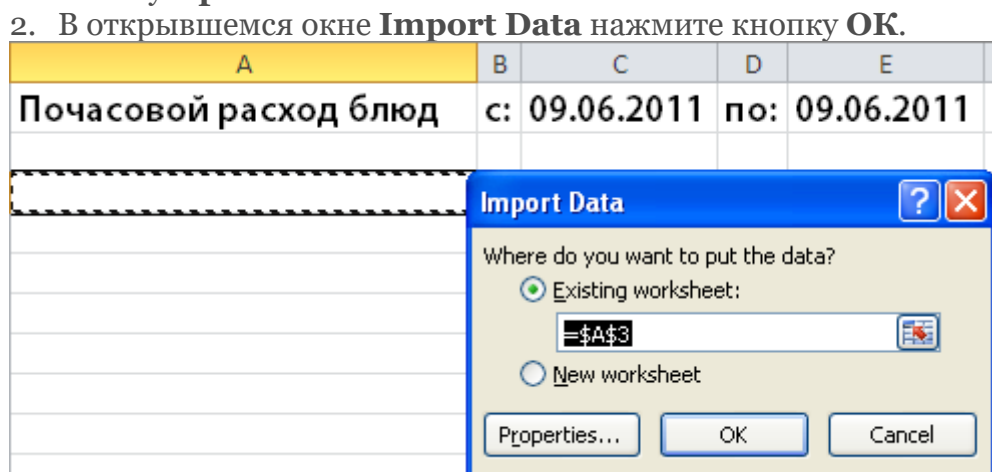 2. В открывшемся окне Import Data нажмите кнопку OK.
A B C D E
Почасовой расход блюд с: 09.06.2011 по: 09.06.2011
Import Data
Where do you want to put the data?
Existing worksheet:
=$A$3
New worksheet
Properties... OK Cancel